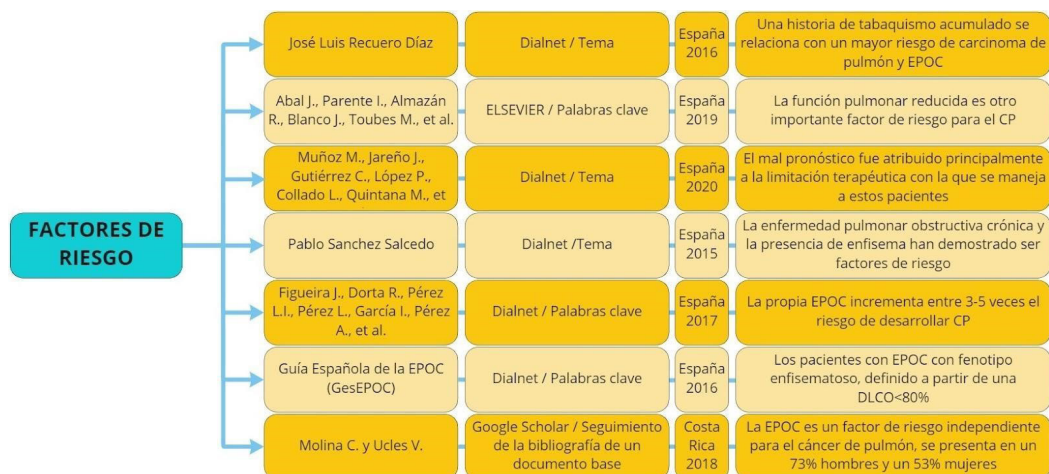 FACTORES DE
RIESGO
José Luis Recuero Díaz
Dialnet / Tema
España
2016
Una historia de tabaquismo acumulado se
relaciona con un mayor riesgo de carcinoma de
pulmón y EPOC
Abal J., Parente I., Almazán
R., Blanco J., Toubes M., et al.
ELSEVIER / Palabras clave
España
2019
La función pulmonar reducida es otro
importante factor de riesgo para el CP
Muñoz M., Jareño J.,
Gutiérrez C., López P.,
Collado L., Quintana M., et
Dialnet / Tema
España
2020
El mal pronóstico fue atribuido principalmente
a la limitación terapéutica con la que se maneja
a estos pacientes
Pablo Sanchez Salcedo
Dialnet /Tema
España
2015
La enfermedad pulmonar obstructiva crónica y
la presencia de enfisema han demostrado ser
factores de riesgo
Figueira J., Dorta R., Pérez
L.I., Pérez L., García I., Pérez
A., et al.
Dialnet / Palabras clave
España
2017
La propia EPOC incrementa entre 3-5 veces el
riesgo de desarrollar CP
Guía Española de la EPOC
(GesEPOC)
Dialnet / Palabras clave
España
2016
Los pacientes con EPOC con fenotipo
enfisematoso, definido a partir de una
DLCO<80%
Molina C. y Ucles V.
Google Scholar / Seguimiento
de la bibliografía de un
documento base
Costa
Rica
2018
La EPOC es un factor de riesgo independiente
para el cáncer de pulmón, se presenta en un
73% hombres y un 53% mujeres